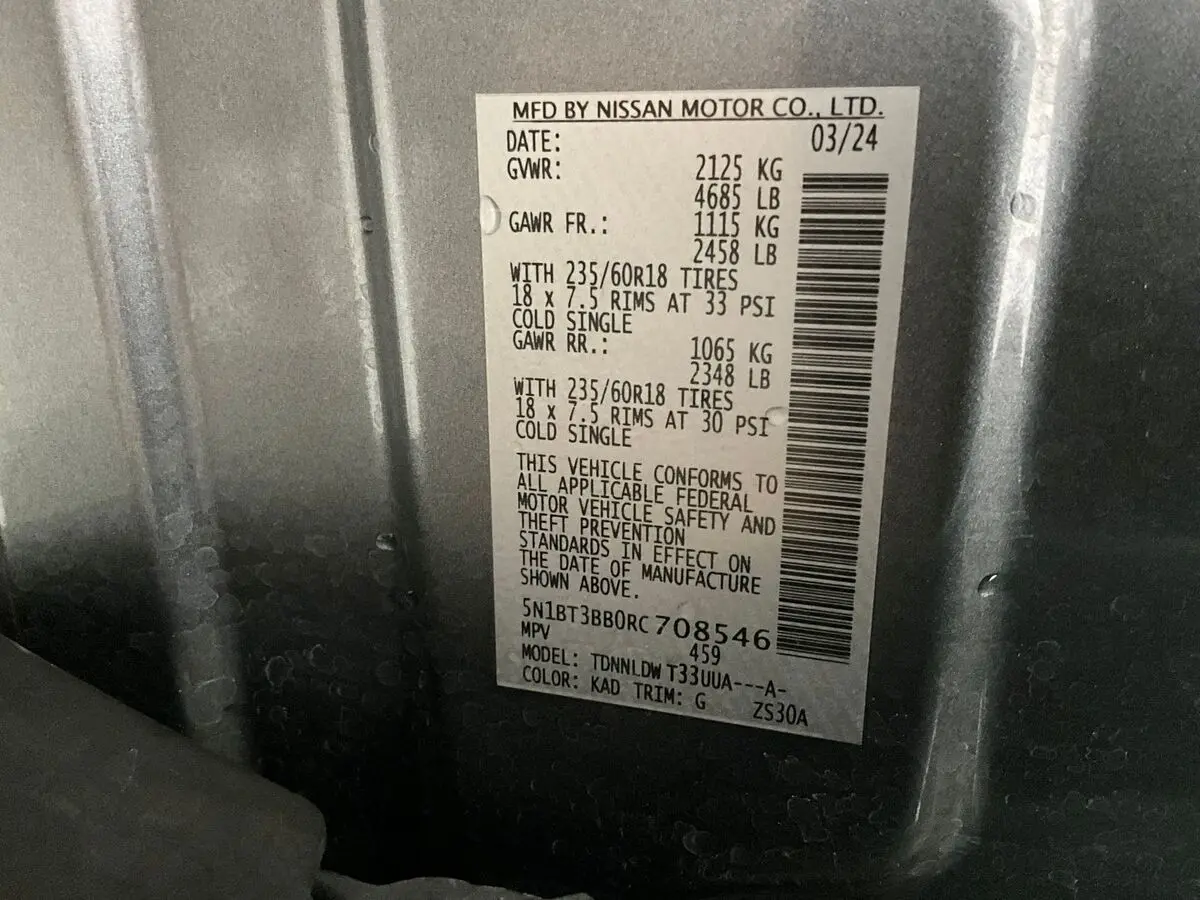 MFD BY NISSAN MOTOR CO., LTD.
DATE: 03/24
GVWR: 2125 KG
4685 LB
GAWR FR.: 1115 KG
2458 LB
WITH 235/60R18 TIRES
18 x 7.5 RIMS AT 33 PSI
COLD SINGLE
GAWR RR.: 1065 KG
2348 LB
WITH 235/60R18 TIRES
18 x 7.5 RIMS AT 30 PSI
COLD SINGLE
THIS VEHICLE CONFORMS TO
ALL APPLICABLE FEDERAL
MOTOR VEHICLE SAFETY AND
THEFT PREVENTION
STANDARDS IN EFFECT ON
THE DATE OF MANUFACTURE
SHOWN ABOVE.
5N1BT3BB0RC708546
MPV 459
MODEL: TDNNLDW T33UUA---A-
COLOR: KAD TRIM: G ZS30A